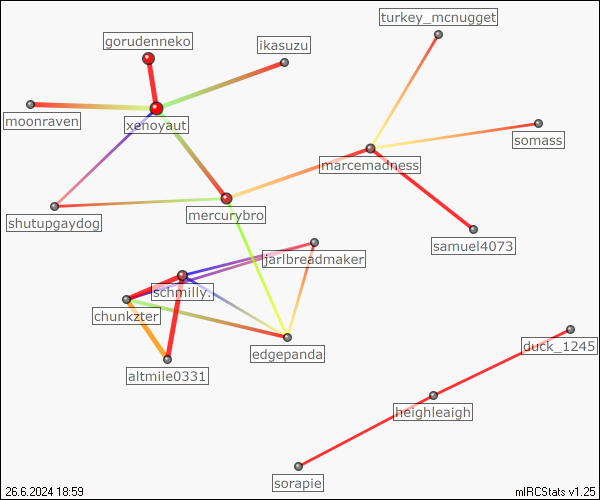 turkey_mcnugget
gorudenneko
ikasuzu
moonraven
xenoyaut
somass
marcemadness
shutupgaydog
mercurybro
samuel4073
jarlbreadmaker
schmilly.
chunkzter
edgepanda
duck_1245
altmile0331
heighleaigh
sorapie
26.6.2024 18:59
mIRCStats v1.25